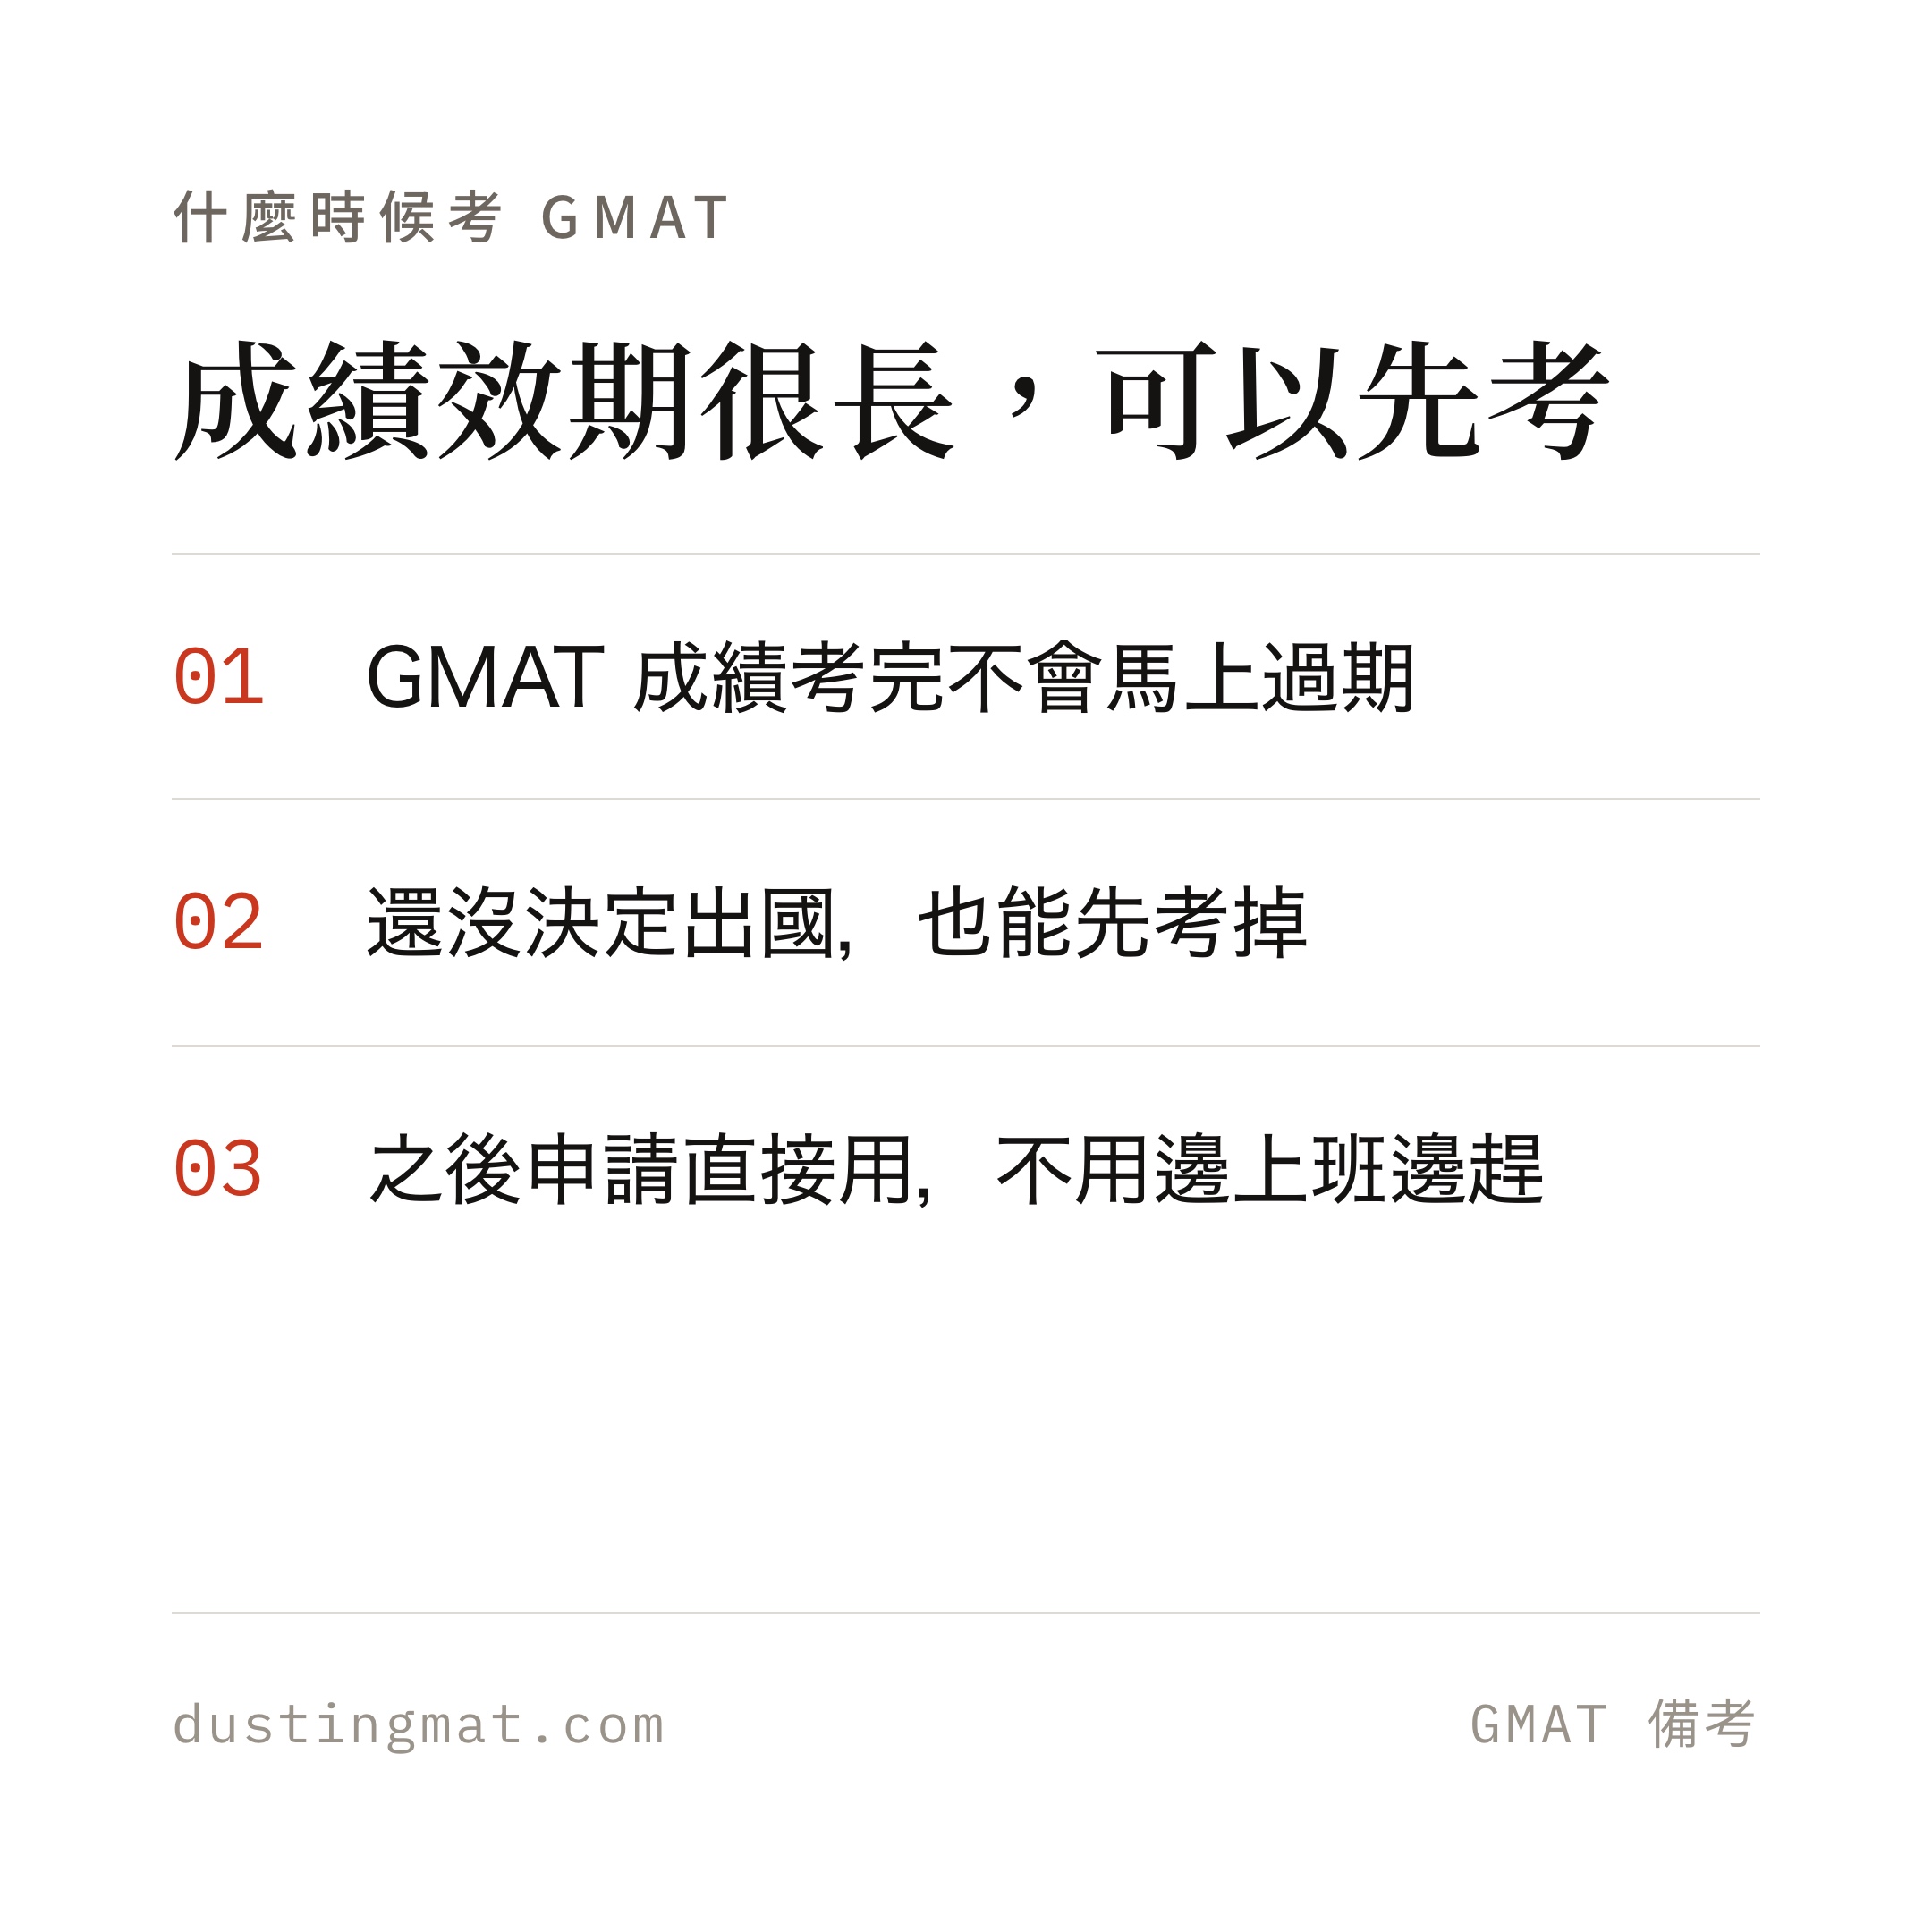 什麼時候考 GMAT
成績效期很長，可以先考
01 GMAT 成績考完不會馬上過期
02 還沒決定出國，也能先考掉
03 之後申請直接用，不用邊上班邊趕
dustingmat.com
GMAT 備考